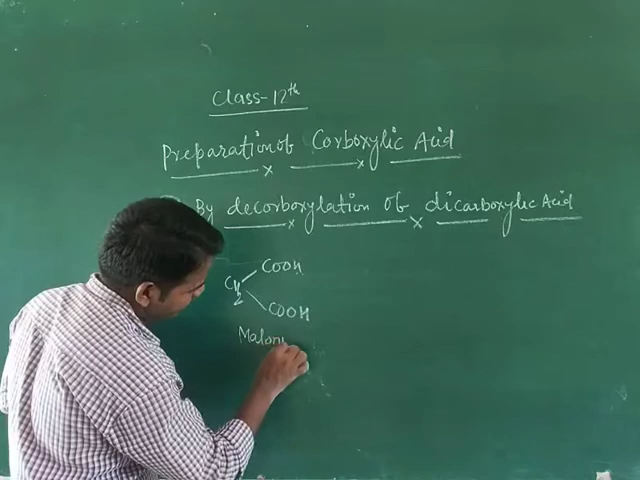 Class-12th
Preparation of Corboxylic Acid
By decorboxylation of dicarboxylic Acid
COOH
CH2
COOH
Malon